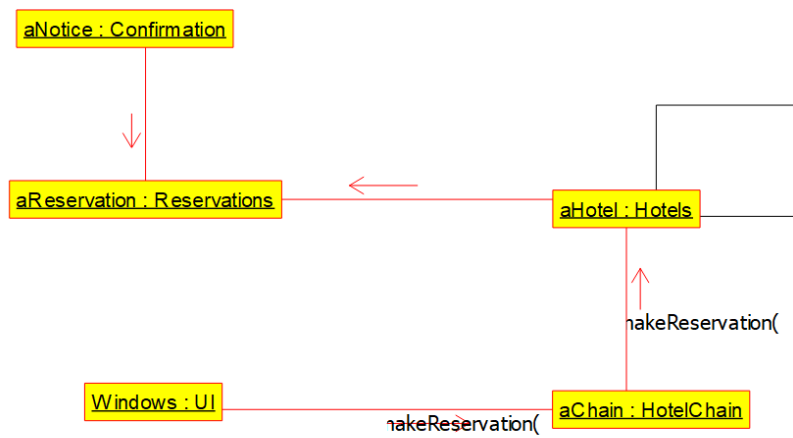 aNotice : Confirmation
aReservation : Reservations
aHotel : Hotels
nakeReservation(
Windows : UI
nakeReservation(
aChain : HotelChain